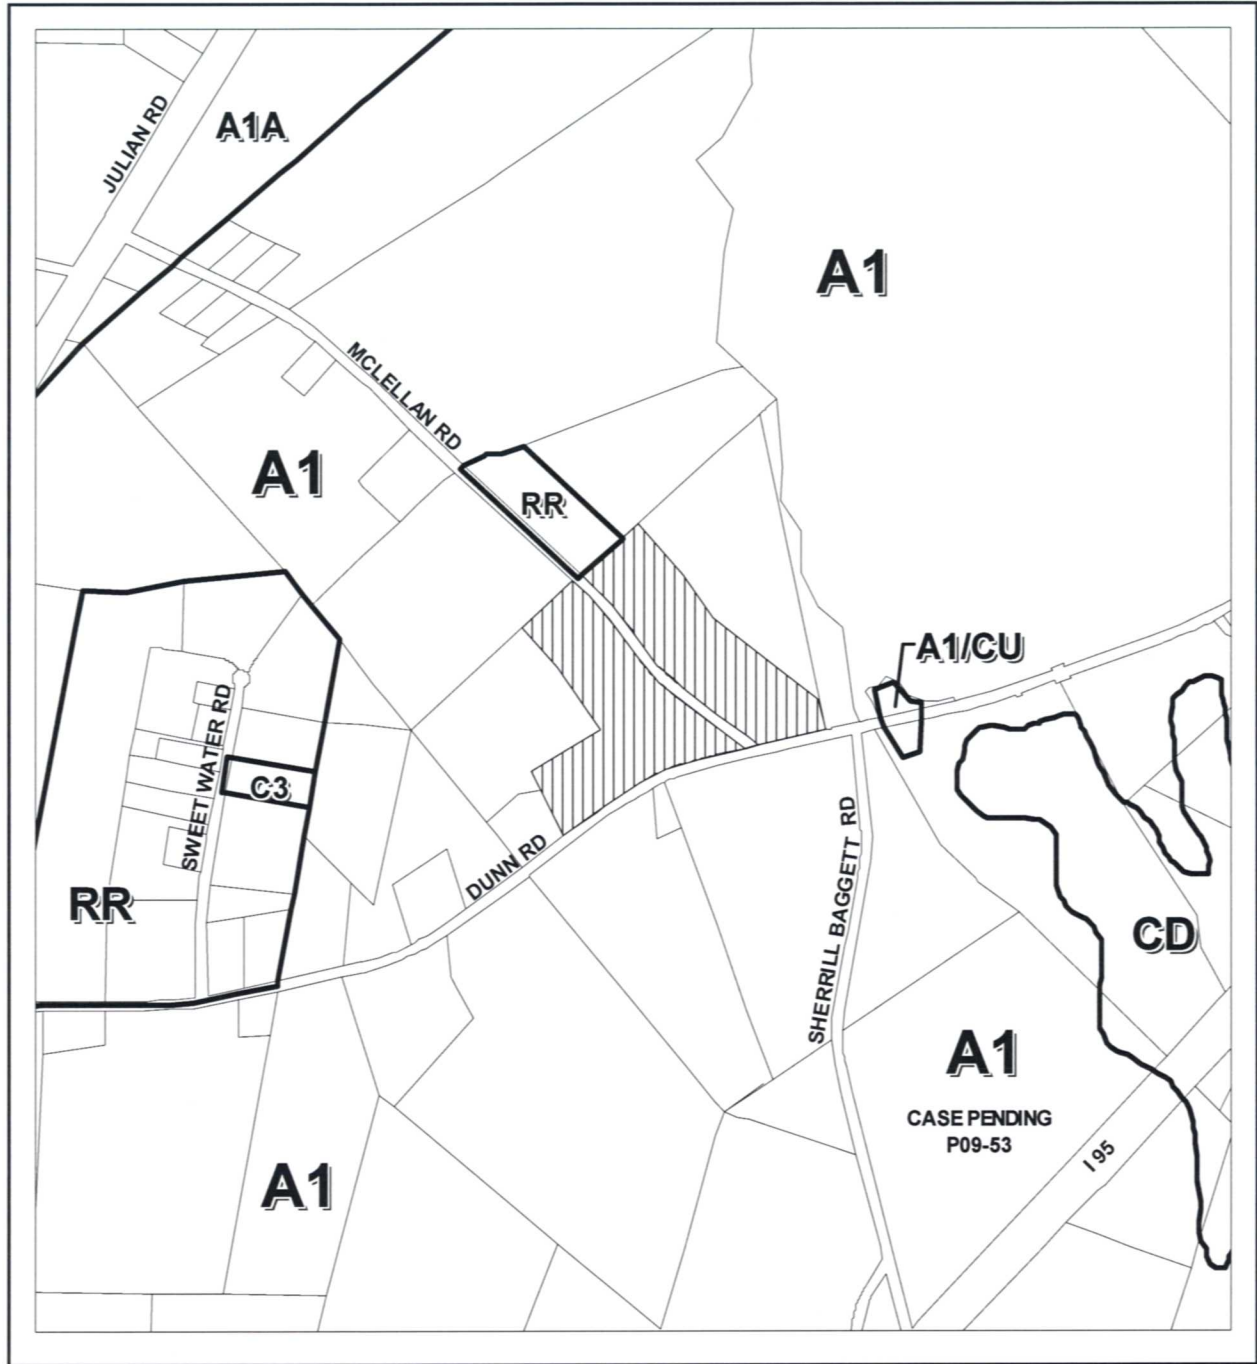 JULIAN RD
A1A
A1
MCLELLAN RD
A1
RR
A1/CU
SWEET WATER RD
C3
DUNN RD
SHERRILL BAGGETT RD
RR
CD
A1
CASE PENDING
P09-53
I 95
A1